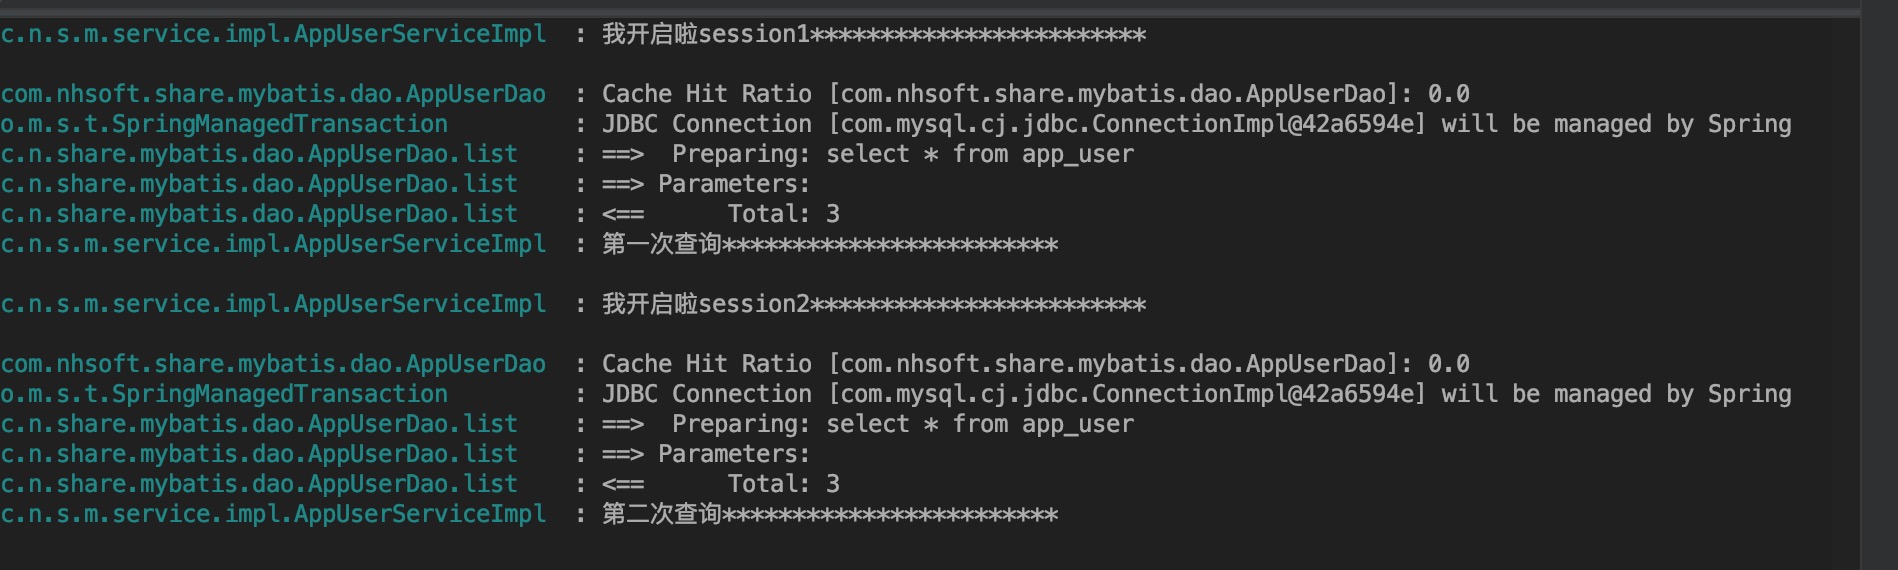 c.n.s.m.service.impl.AppUserServiceImpl  : 我开启啦session1************************
com.nhsoft.share.mybatis.dao.AppUserDao  : Cache Hit Ratio [com.nhsoft.share.mybatis.dao.AppUserDao]: 0.0
o.m.s.t.SpringManagedTransaction         : JDBC Connection [com.mysql.cj.jdbc.ConnectionImpl@42a6594e] will be managed by Spring
c.n.share.mybatis.dao.AppUserDao.list    : ==>  Preparing: select * from app_user
c.n.share.mybatis.dao.AppUserDao.list    : ==> Parameters:
c.n.share.mybatis.dao.AppUserDao.list    : <==      Total: 3
c.n.s.m.service.impl.AppUserServiceImpl  : 第一次查询************************
c.n.s.m.service.impl.AppUserServiceImpl  : 我开启啦session2************************
com.nhsoft.share.mybatis.dao.AppUserDao  : Cache Hit Ratio [com.nhsoft.share.mybatis.dao.AppUserDao]: 0.0
o.m.s.t.SpringManagedTransaction         : JDBC Connection [com.mysql.cj.jdbc.ConnectionImpl@42a6594e] will be managed by Spring
c.n.share.mybatis.dao.AppUserDao.list    : ==>  Preparing: select * from app_user
c.n.share.mybatis.dao.AppUserDao.list    : ==> Parameters:
c.n.share.mybatis.dao.AppUserDao.list    : <==      Total: 3
c.n.s.m.service.impl.AppUserServiceImpl  : 第二次查询************************